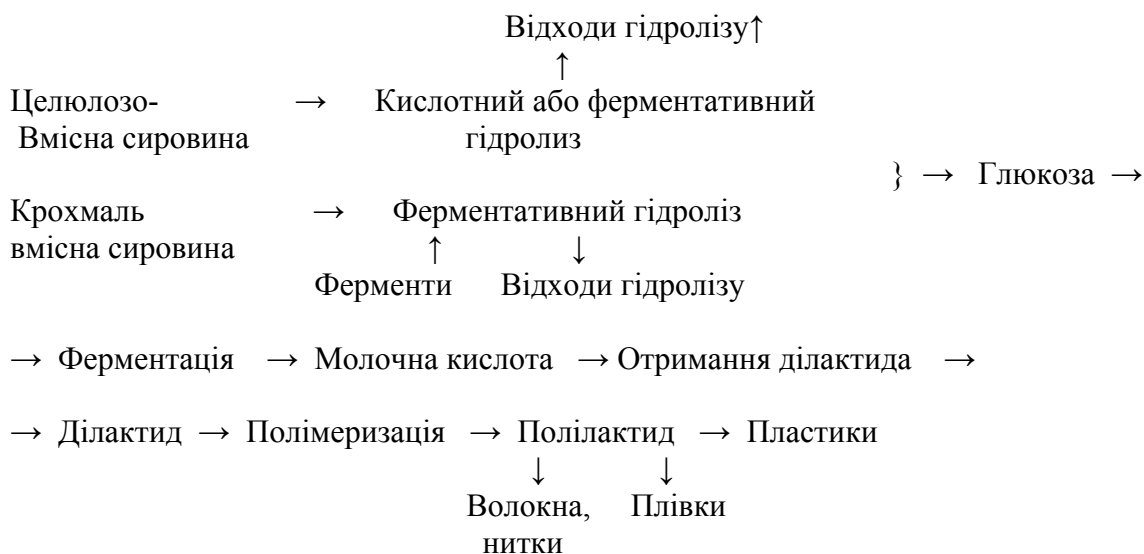 Відходи гідролізу↑
↑
Целюлозо- → Кислотний або ферментативний
Вмісна сировина гідролиз
} → Глюкоза →
Крохмаль → Ферментативний гідроліз
вмісна сировина ↑ ↓
Ферменти Відходи гідролізу
→ Ферментація → Молочна кислота → Отримання ділактида →
→ Ділактид → Полімеризація → Полілактид → Пластики
↓ ↓
Волокна, Плівки
нитки